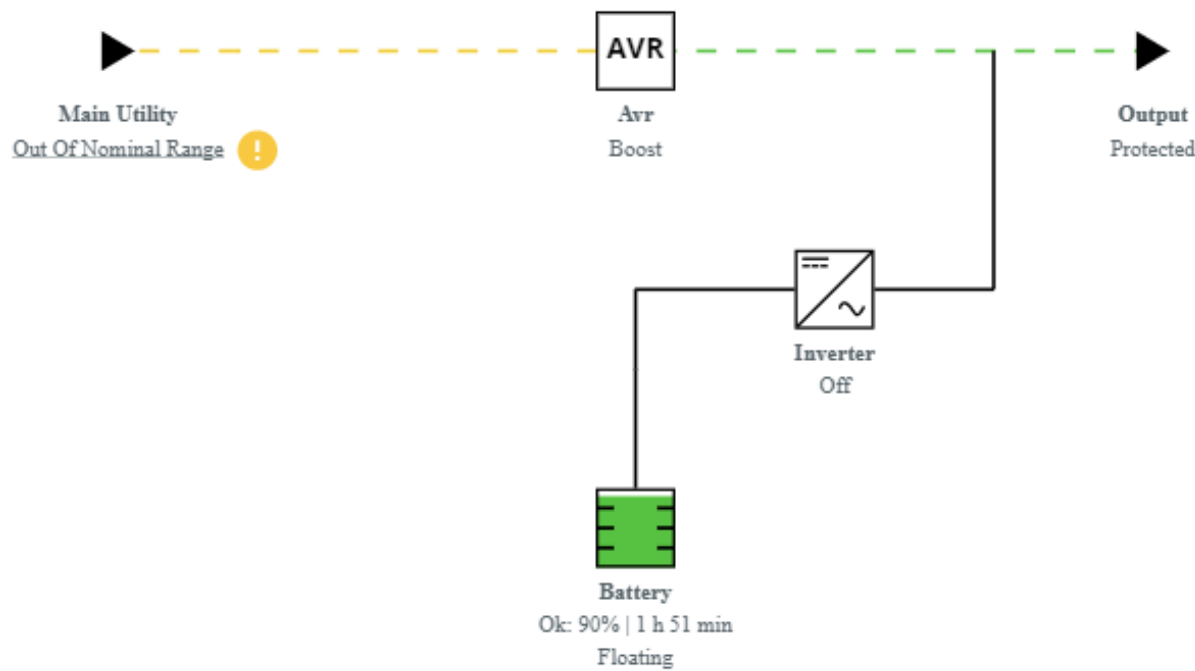 AVR
Main Utility
Out Of Nominal Range
!
Avr
Boost
Output
Protected
Inverter
Off
Battery
Ok: 90% | 1 h 51 min
Floating